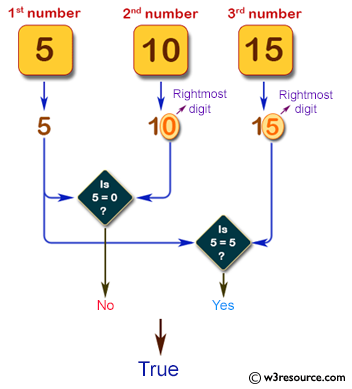 1st number
2nd number
3rd number
5
10
15
Rightmost
digit
Rightmost
digit
5
10
15
Is
5 = 0
?
Is
5 = 5
?
No
Yes
True
© w3resource.com